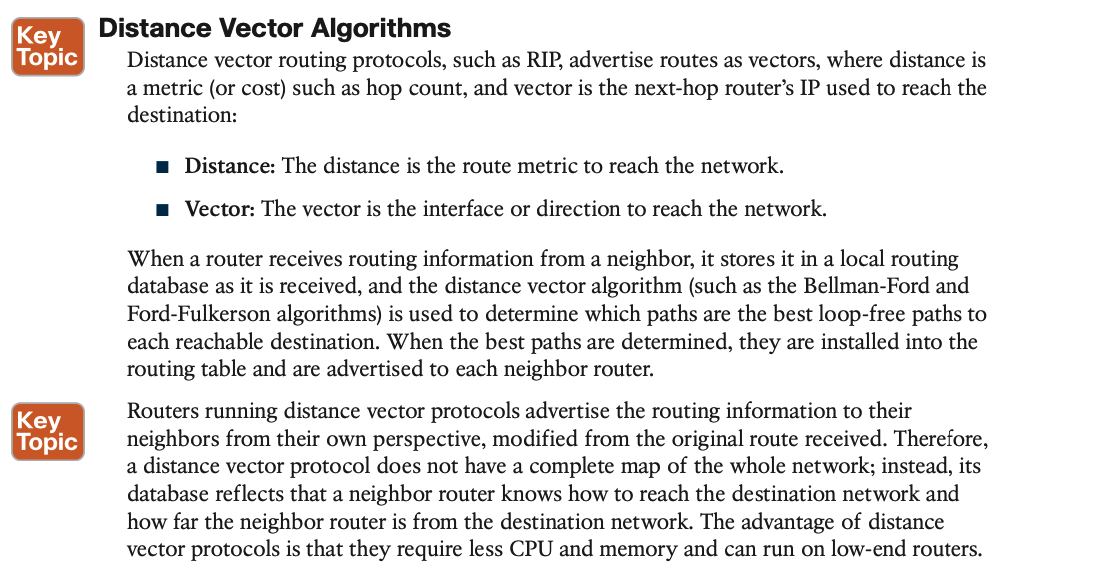 Key
Topic
Distance Vector Algorithms
Distance vector routing protocols, such as RIP, advertise routes as vectors, where distance is
a metric (or cost) such as hop count, and vector is the next-hop router's IP used to reach the
destination:
■ Distance: The distance is the route metric to reach the network.
■ Vector: The vector is the interface or direction to reach the network.
When a router receives routing information from a neighbor, it stores it in a local routing
database as it is received, and the distance vector algorithm (such as the Bellman-Ford and
Ford-Fulkerson algorithms) is used to determine which paths are the best loop-free paths to
each reachable destination. When the best paths are determined, they are installed into the
routing table and are advertised to each neighbor router.
Key
Topic
Routers running distance vector protocols advertise the routing information to their
neighbors from their own perspective, modified from the original route received. Therefore,
a distance vector protocol does not have a complete map of the whole network; instead, its
database reflects that a neighbor router knows how to reach the destination network and
how far the neighbor router is from the destination network. The advantage of distance
vector protocols is that they require less CPU and memory and can run on low-end routers.